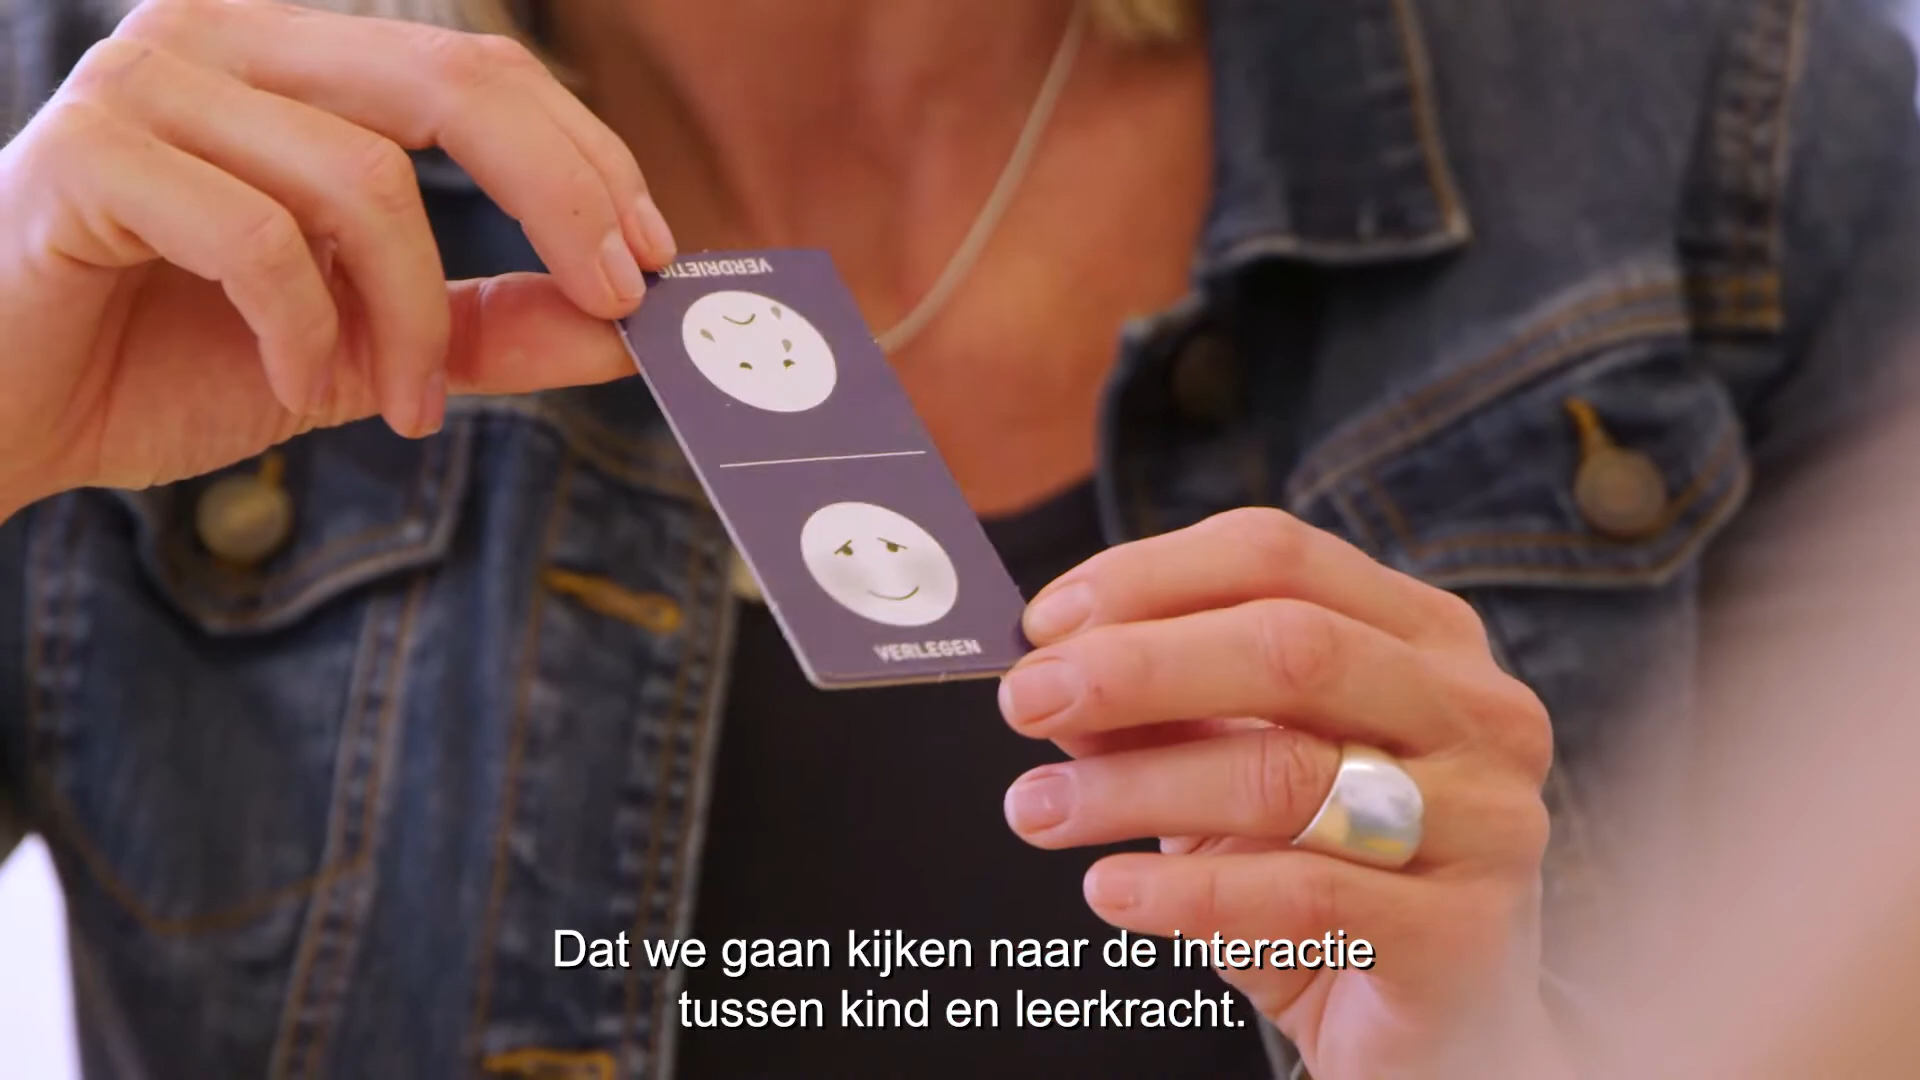 VERDRIETIG
VERLEGEN
Dat we gaan kijken naar de interactie
tussen kind en leerkracht.